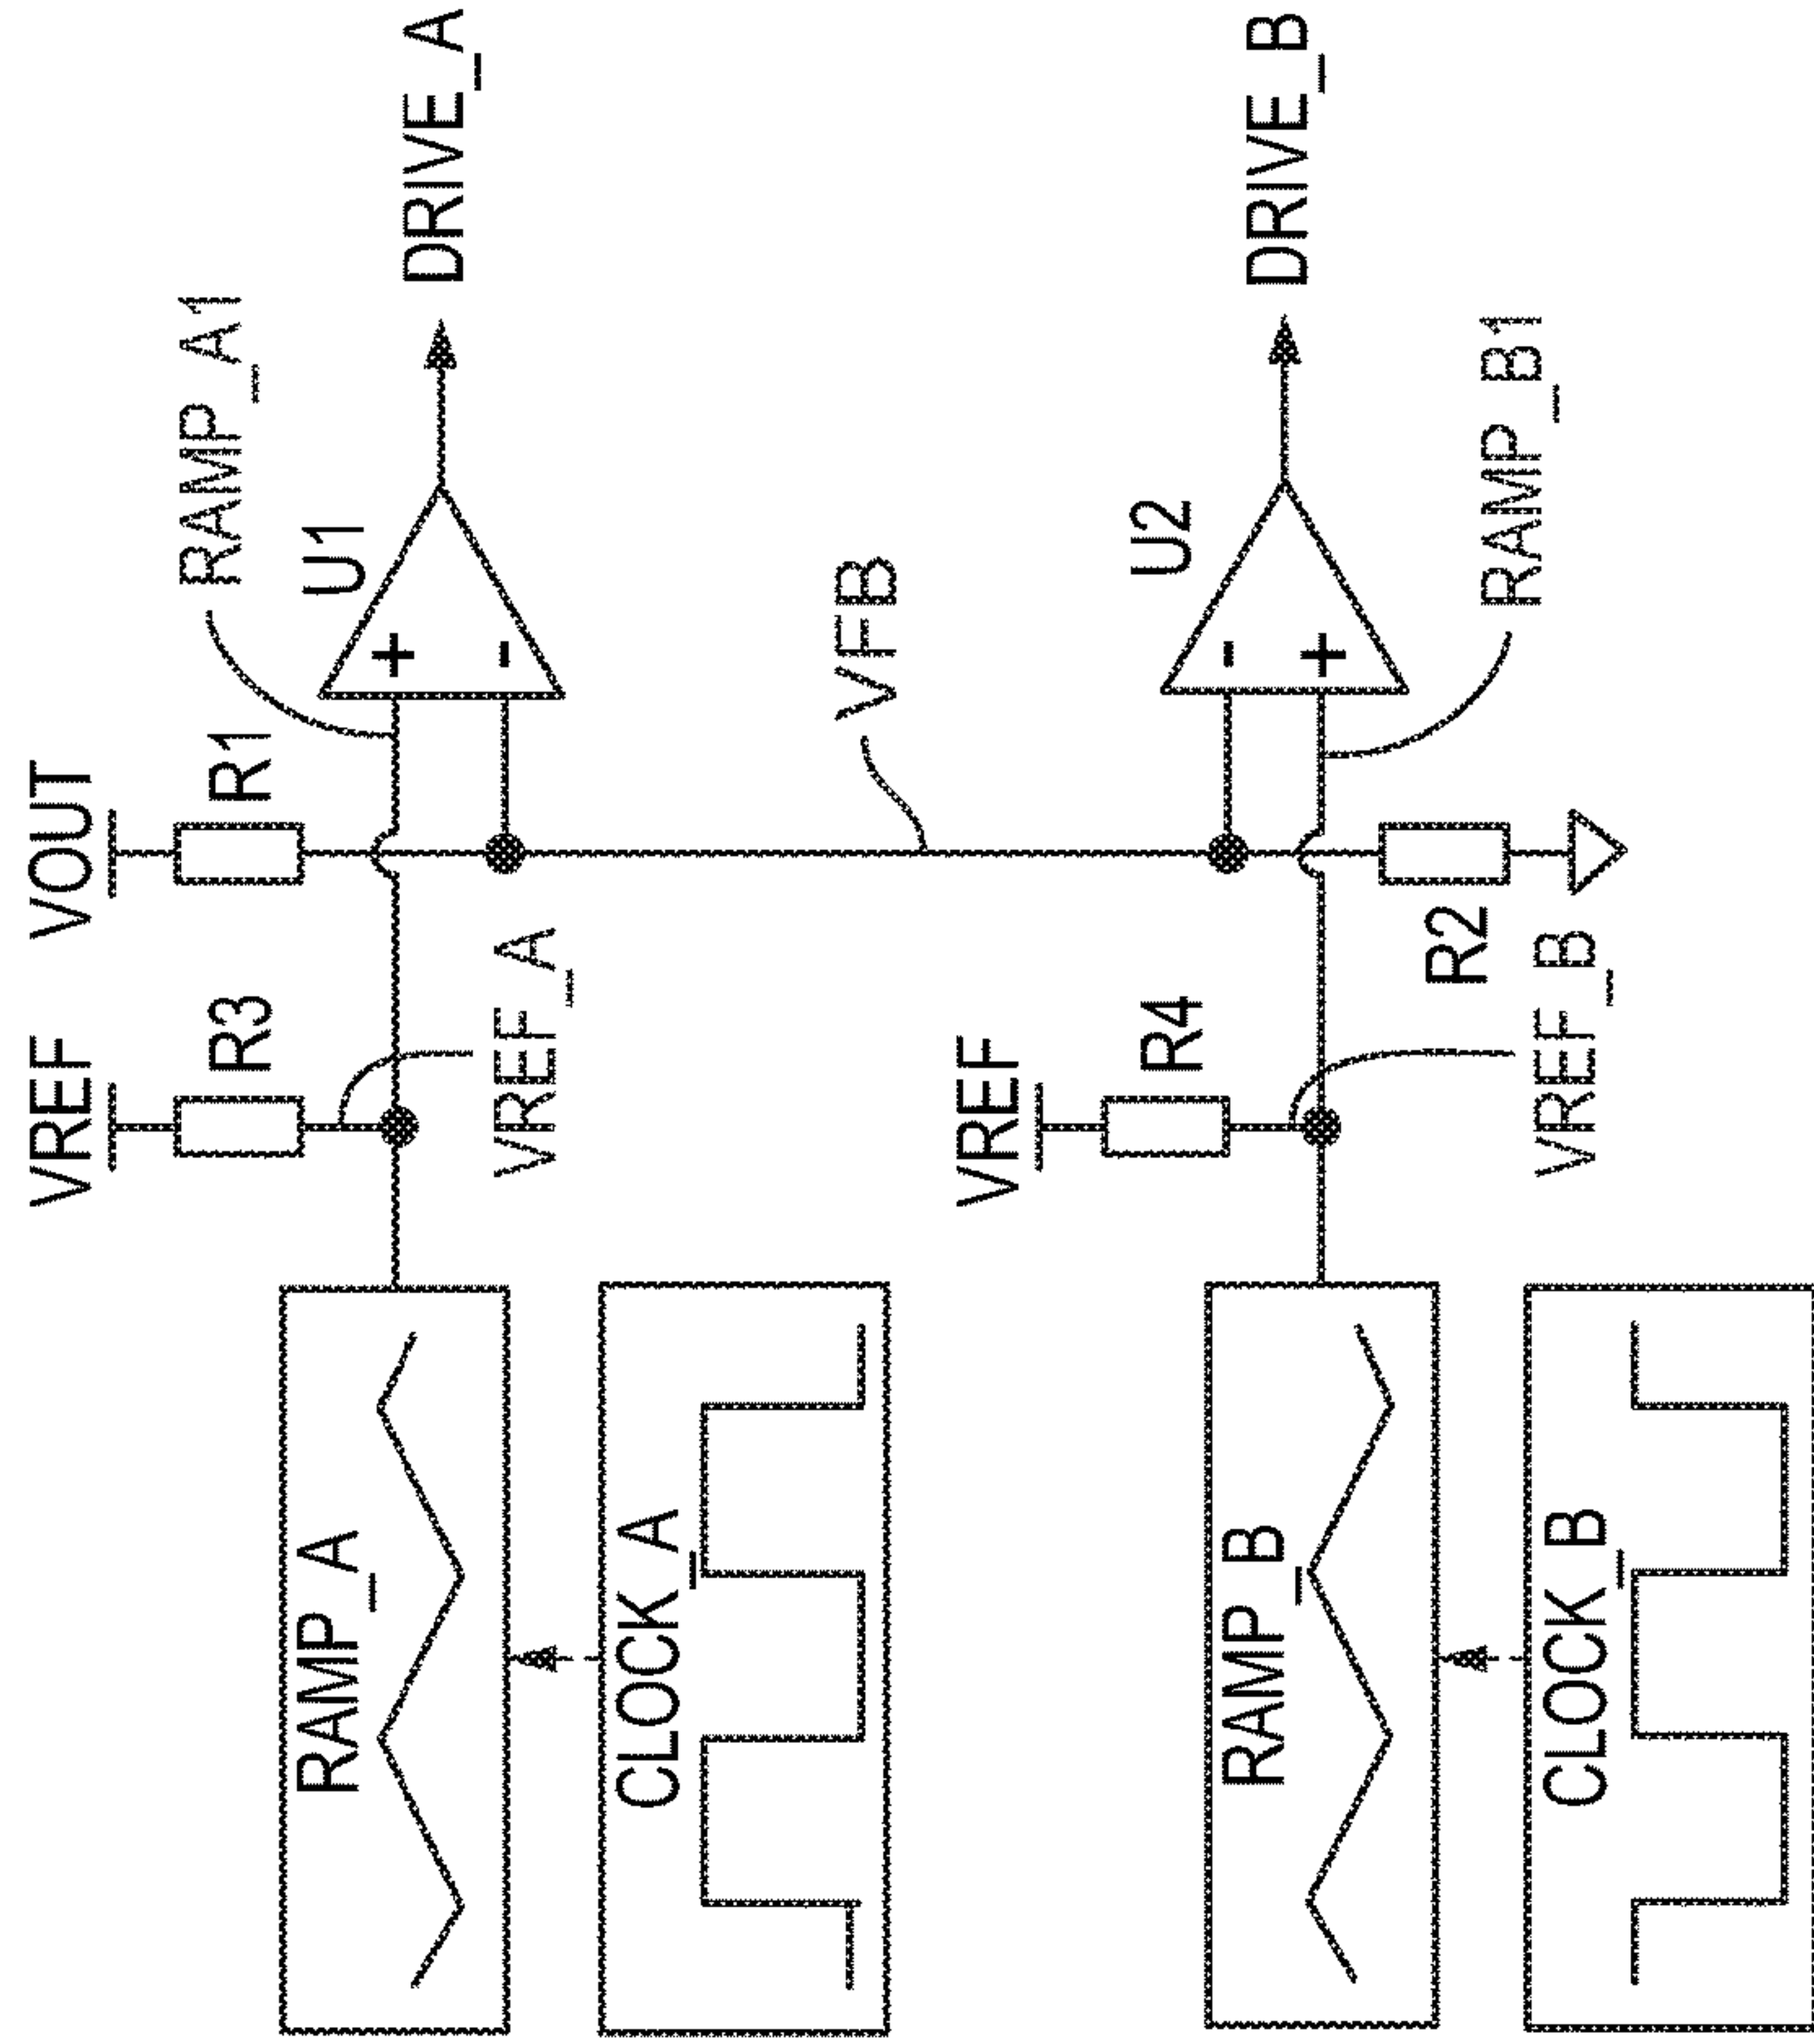 VREF
VOUT
R3
R1
RAMP_A1
RAMP_A
U1
+
-
DRIVE_A
VREF_A
CLOCK_A
VFB
VREF
R4
U2
-
+
DRIVE_B
RAMP_B
R2
RAMP_B1
VREF_B
CLOCK_B